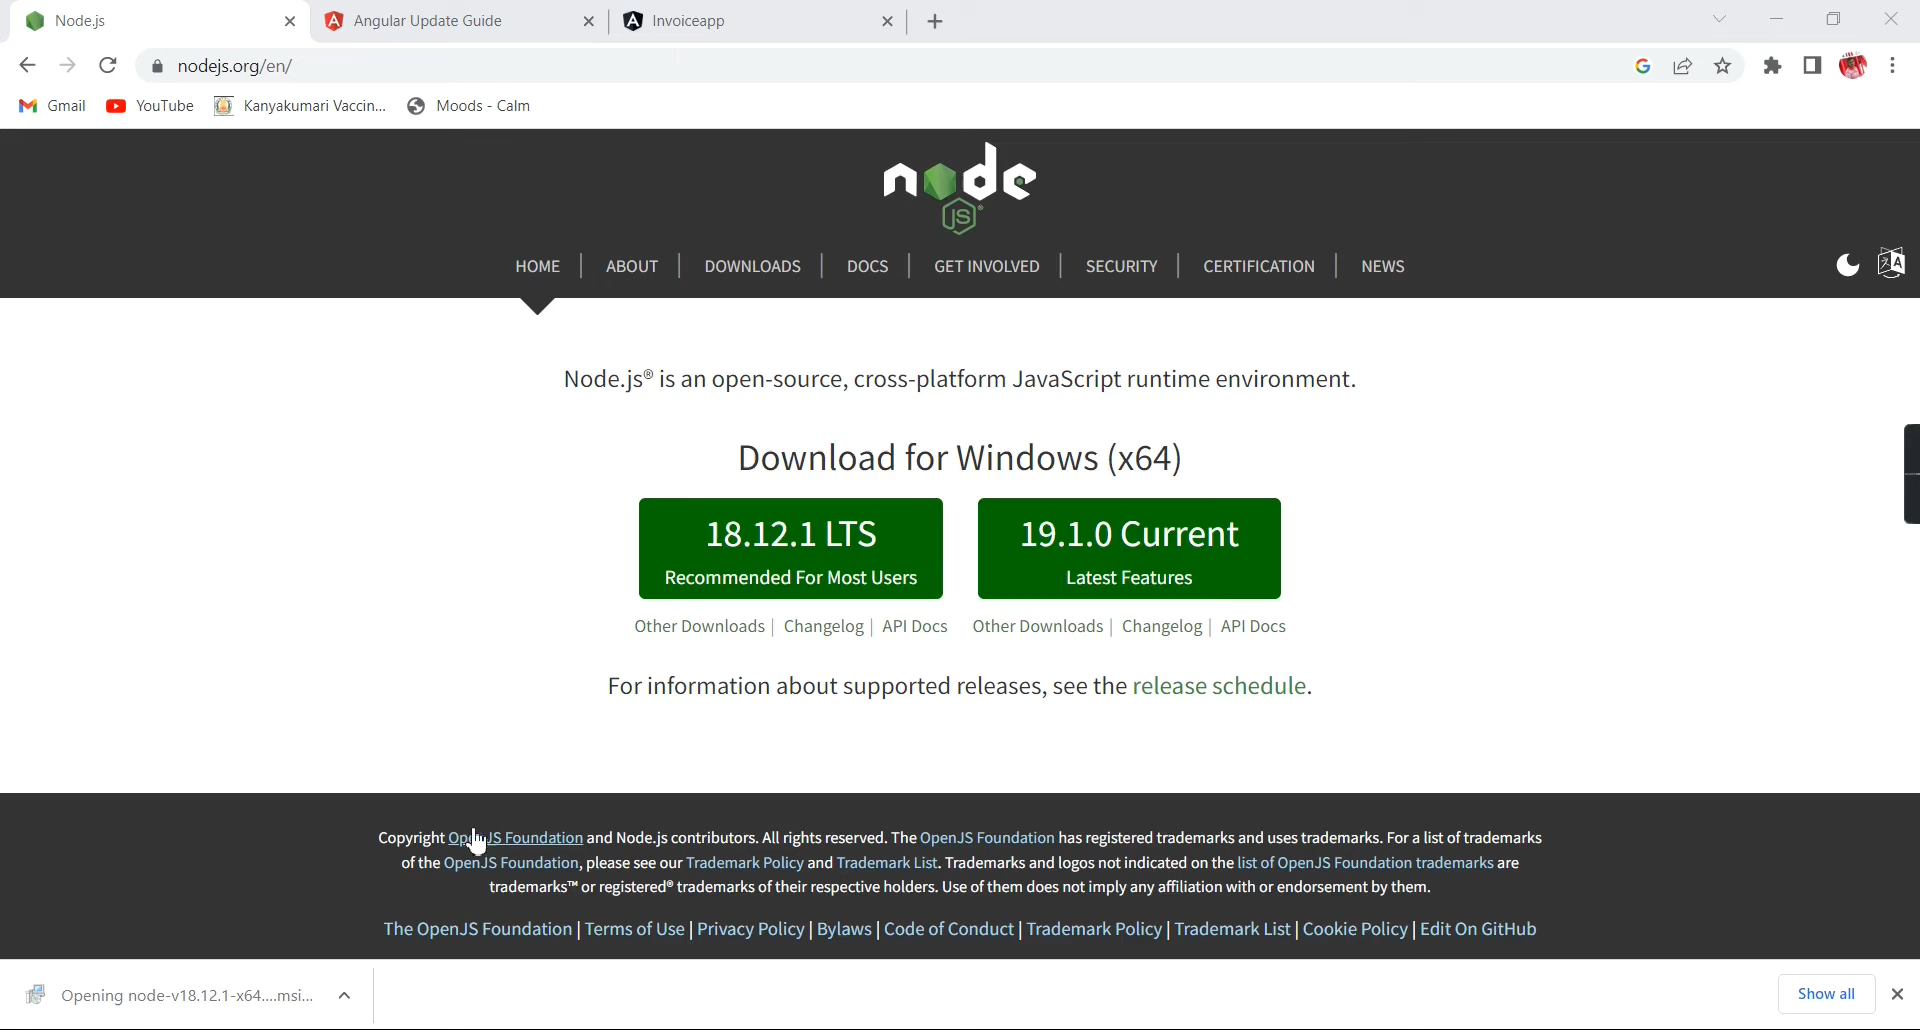 Node.js
Angular Update Guide
Invoiceapp
nodejs.org/en/
Gmail
YouTube
Kanyakumari Vaccin...
Moods - Calm
node
JS
HOME
ABOUT
DOWNLOADS
DOCS
GET INVOLVED
SECURITY
CERTIFICATION
NEWS
Node.js® is an open-source, cross-platform JavaScript runtime environment.
Download for Windows (x64)
18.12.1 LTS
Recommended For Most Users
19.1.0 Current
Latest Features
Other Downloads | Changelog | API Docs
Other Downloads | Changelog | API Docs
For information about supported releases, see the release schedule.
Copyright OpenJS Foundation and Node.js contributors. All rights reserved. The OpenJS Foundation has registered trademarks and uses trademarks. For a list of trademarks
of the OpenJS Foundation, please see our Trademark Policy and Trademark List. Trademarks and logos not indicated on the list of OpenJS Foundation trademarks are
trademarks™ or registered® trademarks of their respective holders. Use of them does not imply any affiliation with or endorsement by them.
The OpenJS Foundation | Terms of Use | Privacy Policy | Bylaws | Code of Conduct | Trademark Policy | Trademark List | Cookie Policy | Edit On GitHub
Opening node-v18.12.1-x64....msi...
Show all